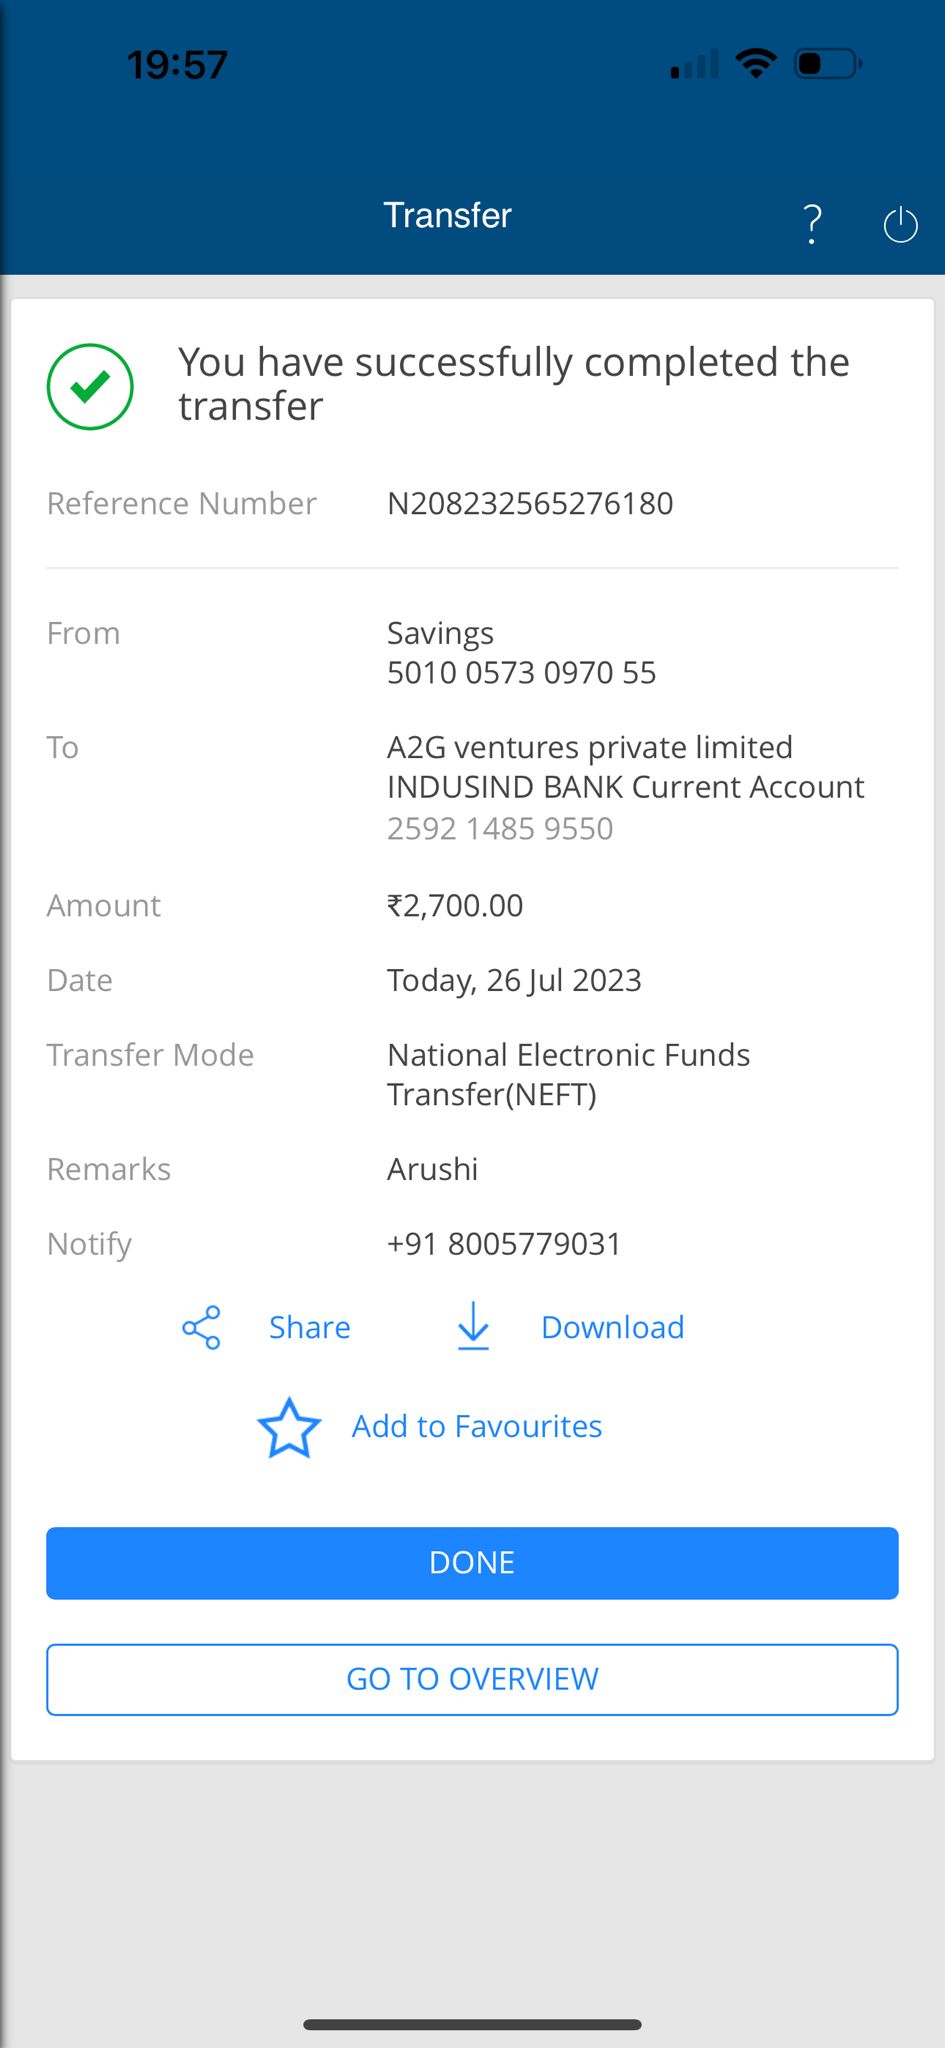 19:57
Transfer
?
You have successfully completed the
transfer
Reference Number N208232565276180
From Savings
5010 0573 0970 55
To A2G ventures private limited
INDUSIND BANK Current Account
2592 1485 9550
Amount ₹2,700.00
Date Today, 26 Jul 2023
Transfer Mode National Electronic Funds
Transfer(NEFT)
Remarks Arushi
Notify +91 8005779031
Share Download
Add to Favourites
DONE
GO TO OVERVIEW